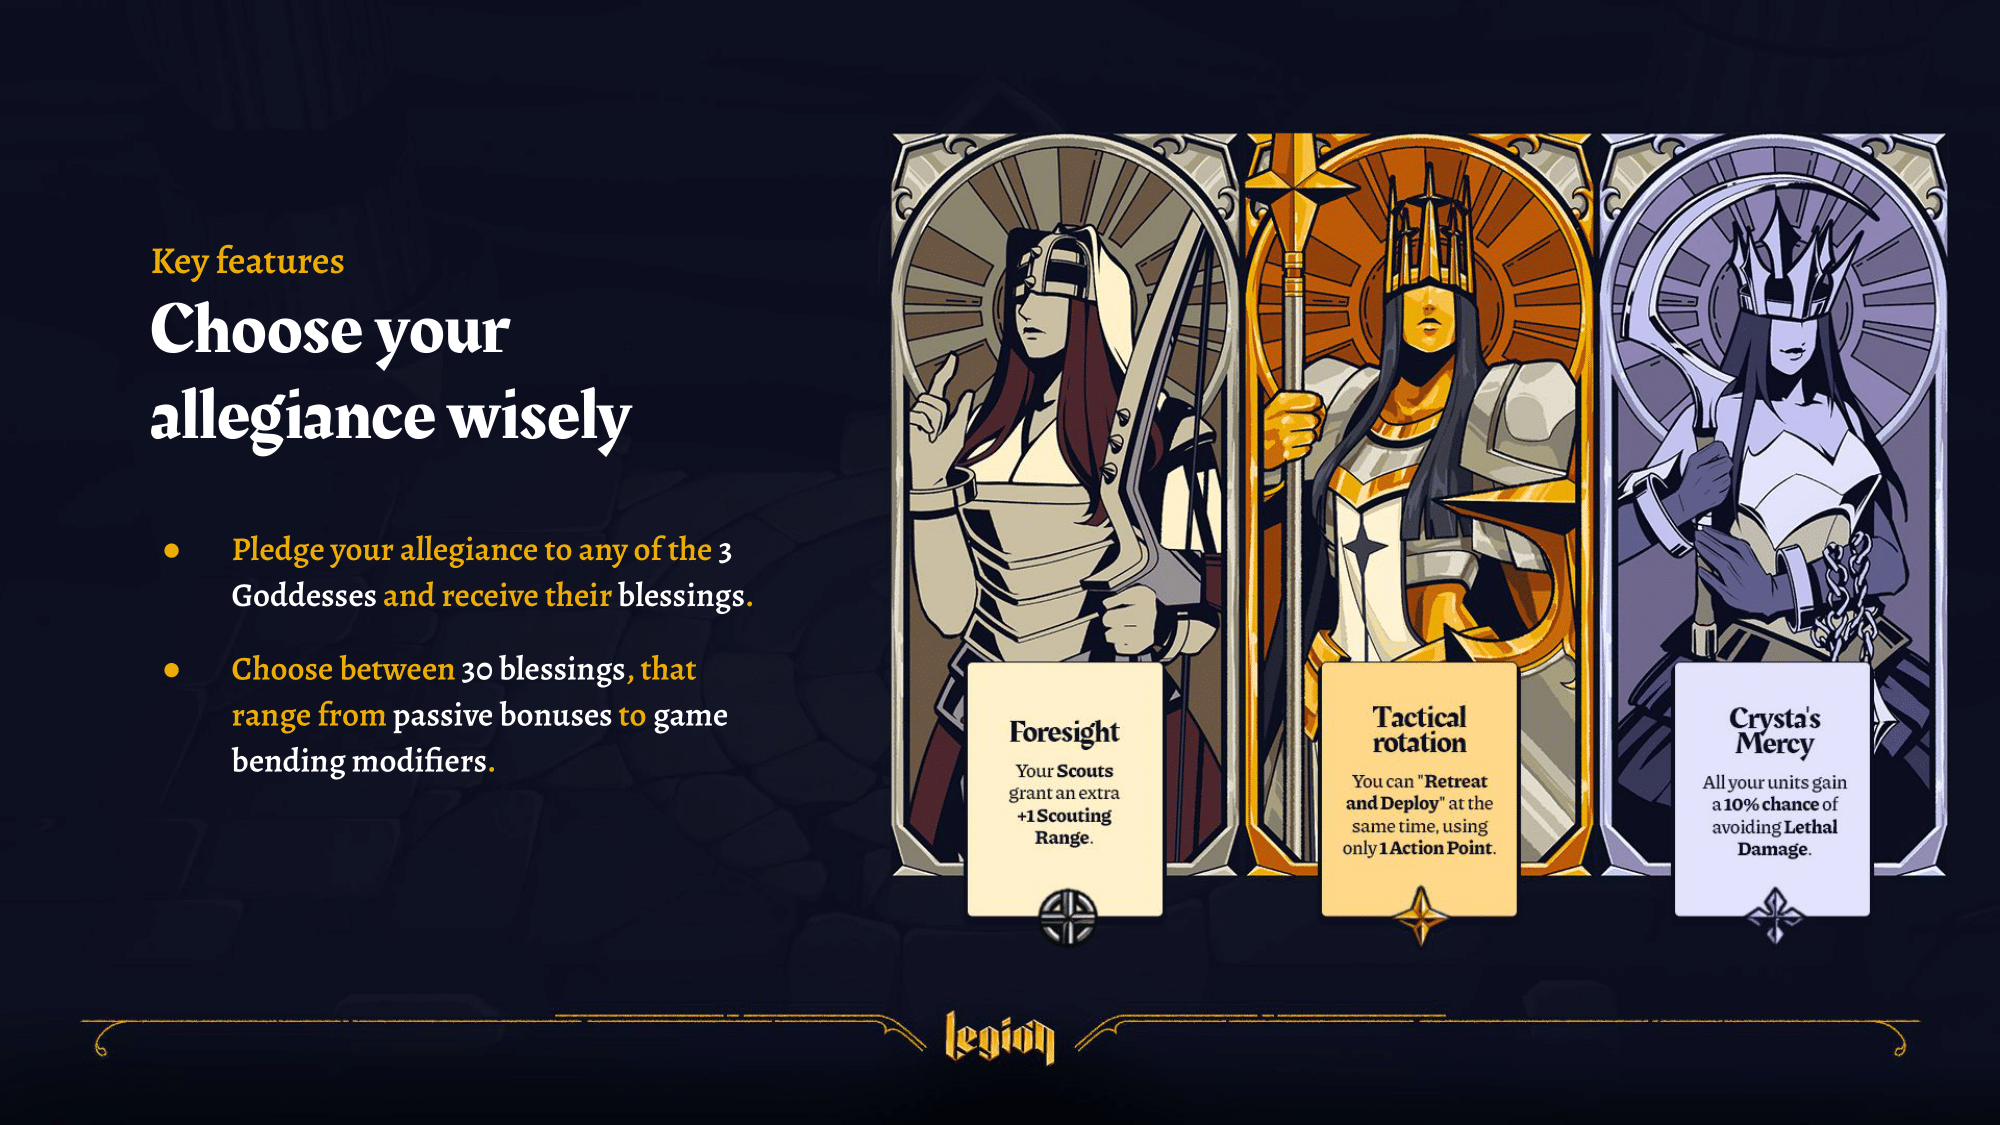 Key features
Choose your
allegiance wisely
● Pledge your allegiance to any of the 3
Goddesses and receive their blessings.
● Choose between 30 blessings, that
range from passive bonuses to game
bending modifiers.
Foresight
Your Scouts
grant an extra
+1 Scouting
Range.
Tactical
rotation
You can "Retreat
and Deploy" at the
same time, using
only 1 Action Point.
Crysta's
Mercy
All your units gain
a 10% chance of
avoiding Lethal
Damage.
legion